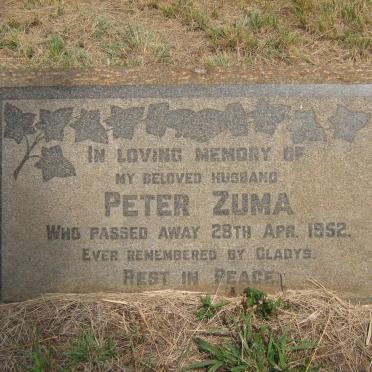 In loving memory of
my beloved husband
Peter Zuma
Who passed away 28th Apr. 1952.
Ever remembered by Gladys.
Rest in Peace.